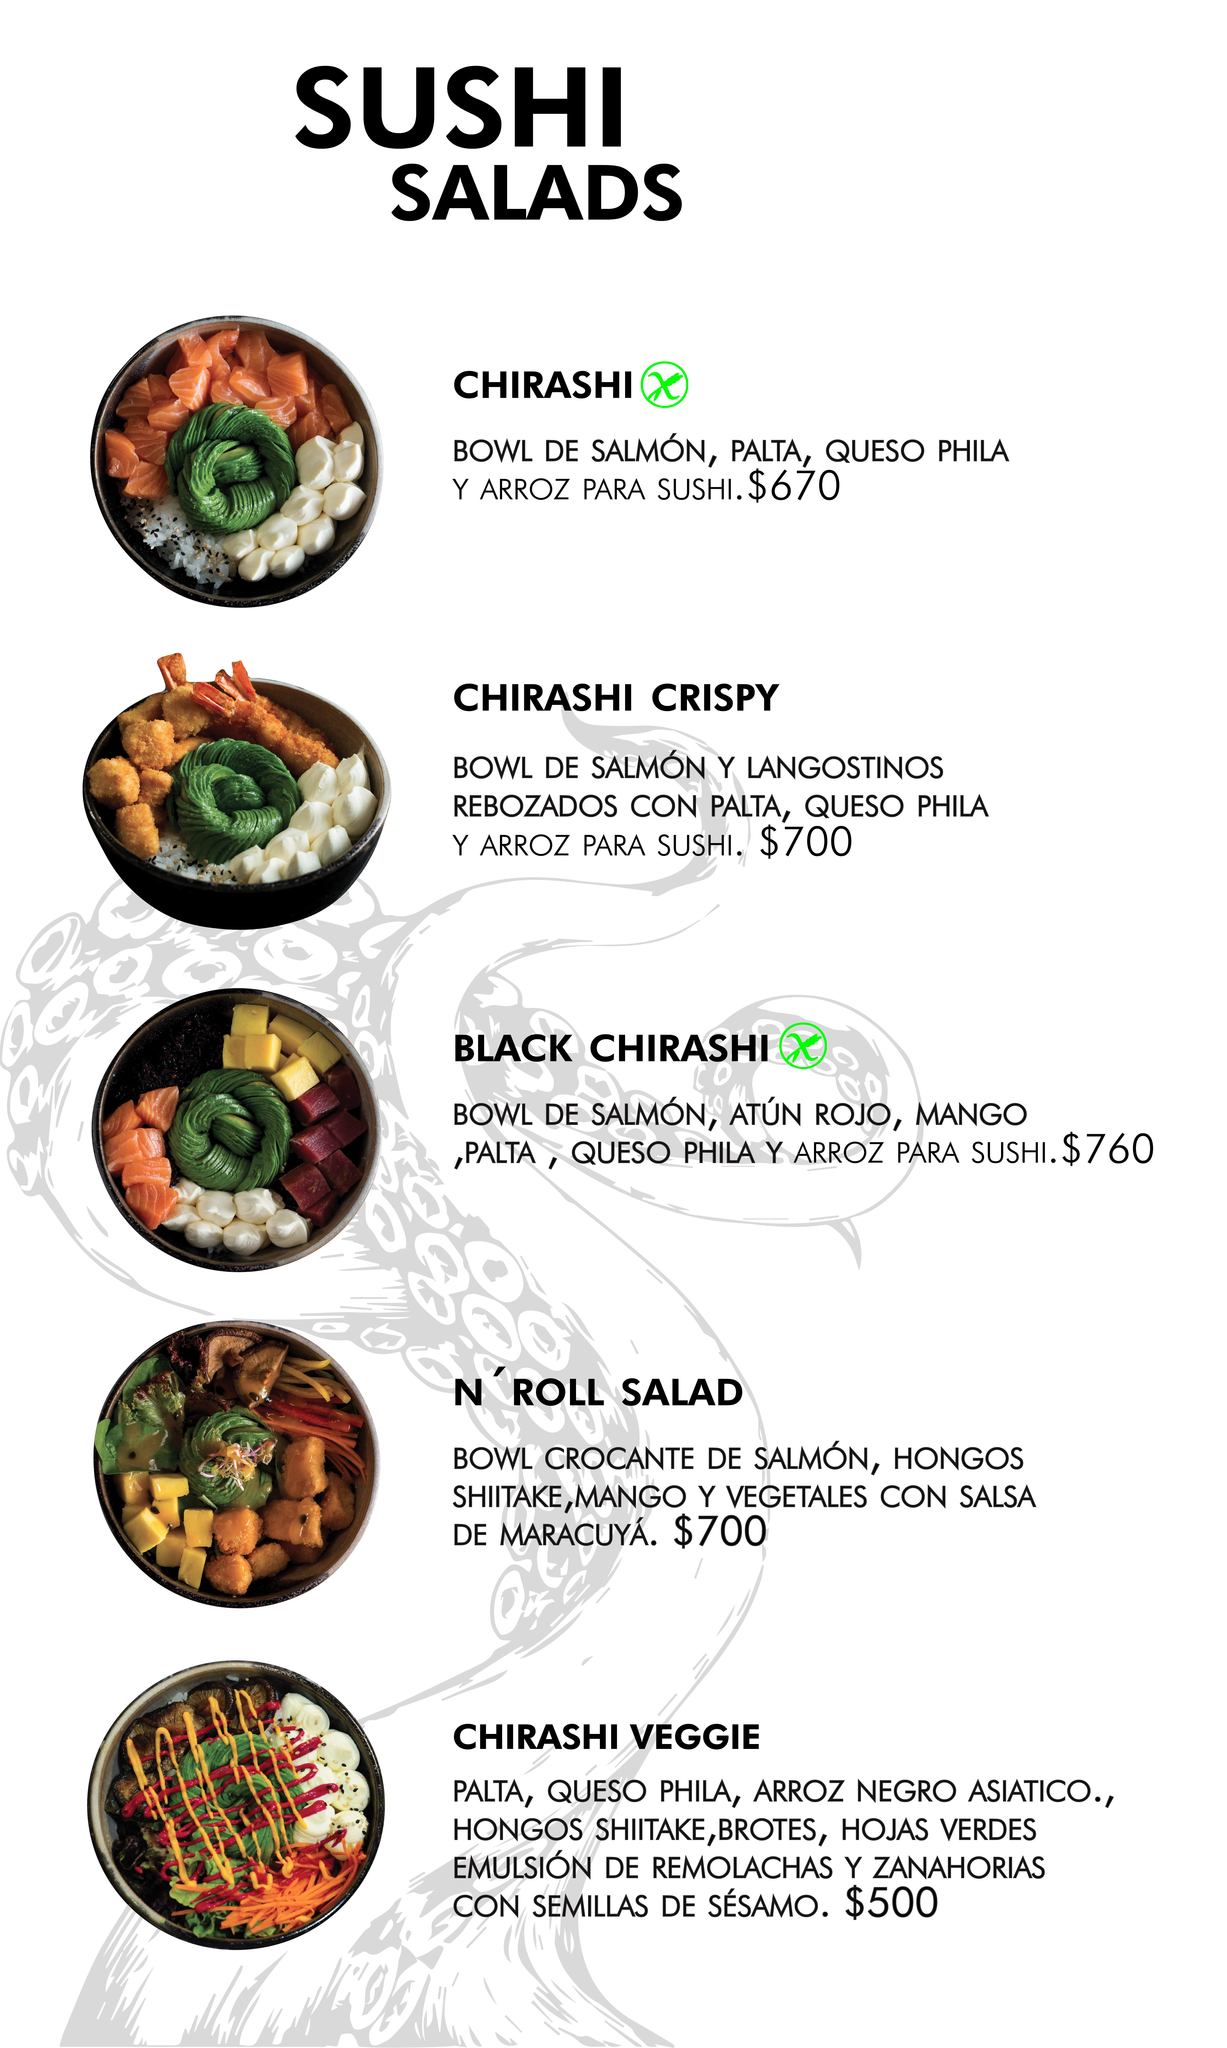 SUSHI
SALADS
CHIRASHI
BOWL DE SALMÓN, PALTA, QUESO PHILA
Y ARROZ PARA SUSHI.$670
CHIRASHI CRISPY
BOWL DE SALMÓN Y LANGOSTINOS
REBOZADOS CON PALTA, QUESO PHILA
Y ARROZ PARA SUSHI. $700
BLACK CHIRASHI
BOWL DE SALMÓN, ATÚN ROJO, MANGO
,PALTA , QUESO PHILA Y ARROZ PARA SUSHI.$760
N´ROLL SALAD
BOWL CROCANTE DE SALMÓN, HONGOS
SHIITAKE,MANGO Y VEGETALES CON SALSA
DE MARACUYÁ. $700
CHIRASHI VEGGIE
PALTA, QUESO PHILA, ARROZ NEGRO ASIATICO.,
HONGOS SHIITAKE,BROTES, HOJAS VERDES
EMULSIÓN DE REMOLACHAS Y ZANAHORIAS
CON SEMILLAS DE SÉSAMO. $500